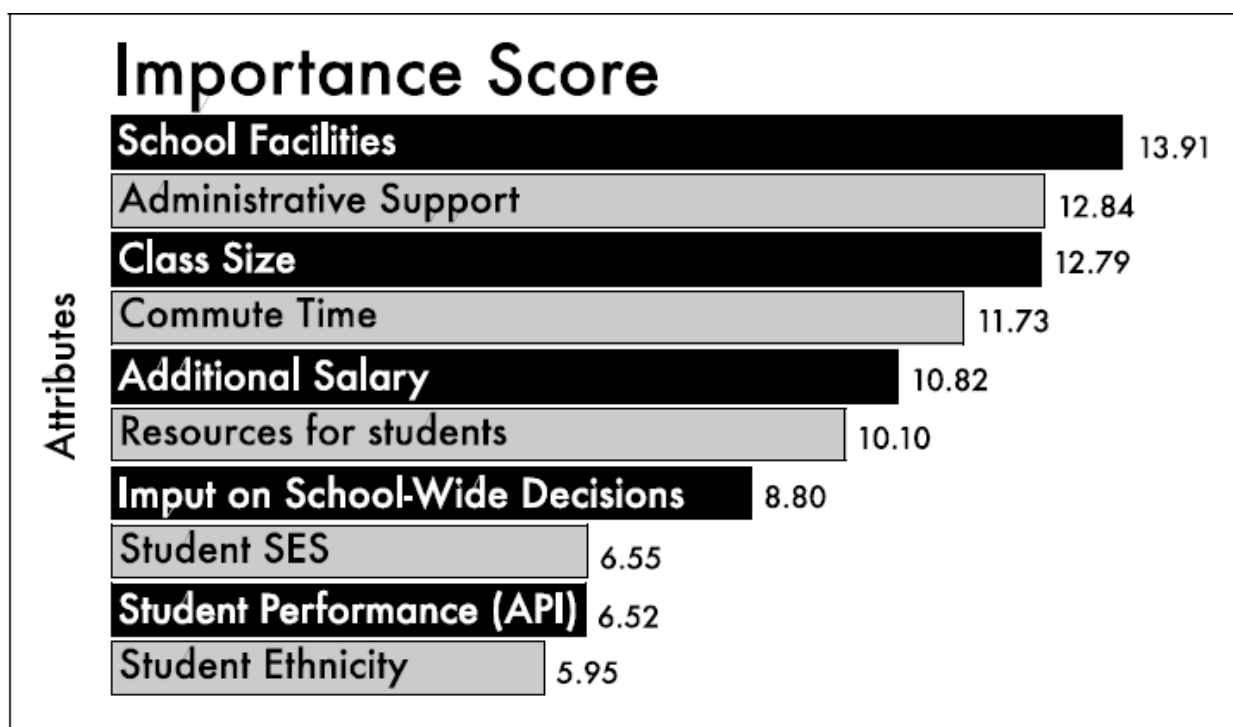 Importance Score
School Facilities 13.91
Administrative Support 12.84
Class Size 12.79
Commute Time 11.73
Additional Salary 10.82
Resources for students 10.10
Imput on School-Wide Decisions 8.80
Student SES 6.55
Student Performance (API) 6.52
Student Ethnicity 5.95
Attributes